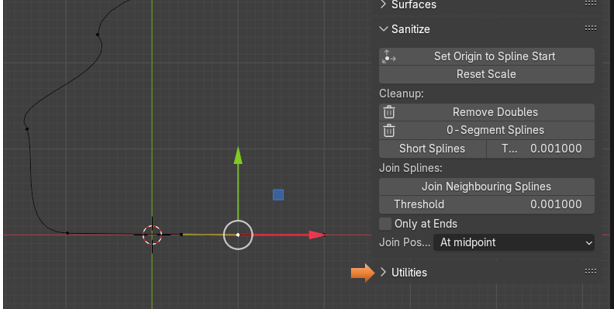 Surfaces
Sanitize
Set Origin to Spline Start
Reset Scale
Cleanup:
Remove Doubles
0-Segment Splines
Short Splines T... 0.001000
Join Splines:
Join Neighbouring Splines
Threshold 0.001000
Only at Ends
Join Pos... At midpoint
Utilities